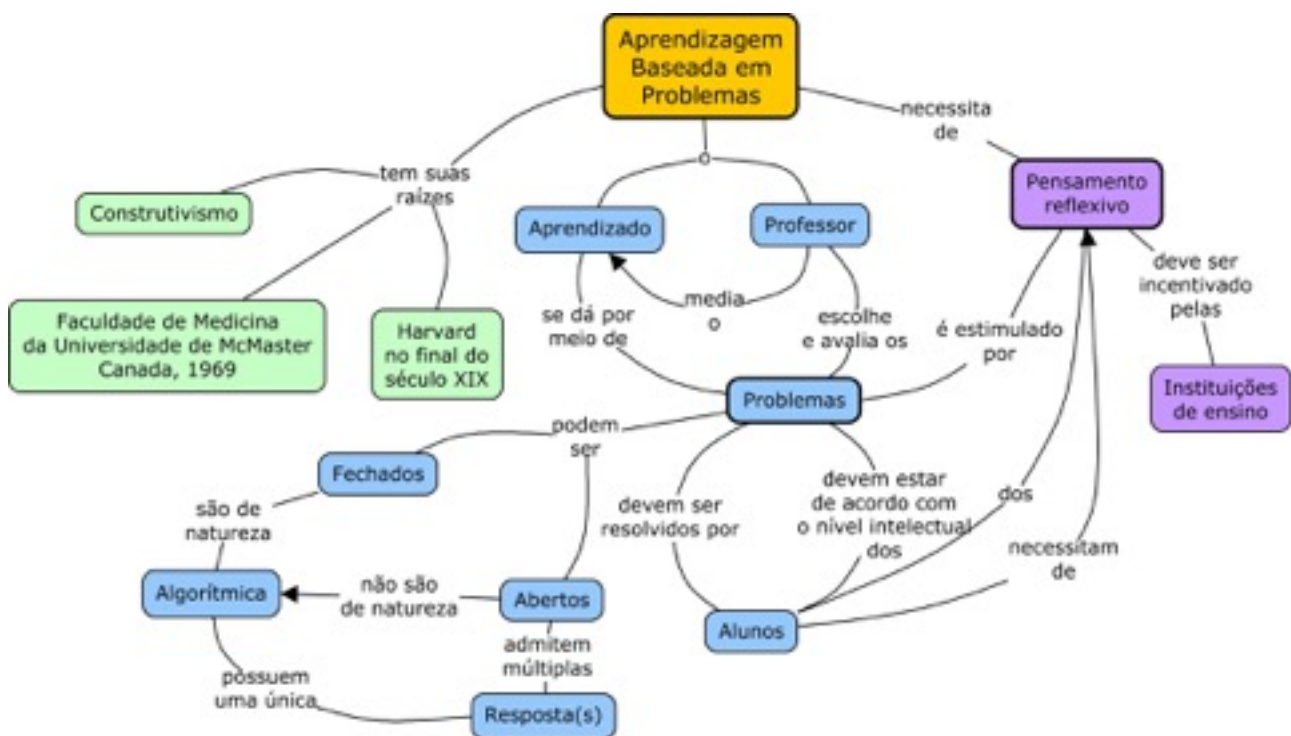 Aprendizagem
Baseada em
Problemas
necessita
de
o
tem suas
raízes
Pensamento
reflexivo
Construtivismo
Aprendizado
Professor
Faculdade de Medicina
da Universidade de McMaster
Canada, 1969
Harvard
no final do
século XIX
se dá por
meio de
media
o
escolhe
e avalia os
é estimulado
por
deve ser
incentivado
pelas
Instituições
de ensino
Problemas
podem
ser
Fechados
são de
natureza
devem ser
resolvidos por
devem estar
de acordo com
o nível intelectual
dos
dos
necessitam
de
Algorítmica
não são
de natureza
Abertos
Alunos
admitem
múltiplas
possuem
uma única
Resposta(s)